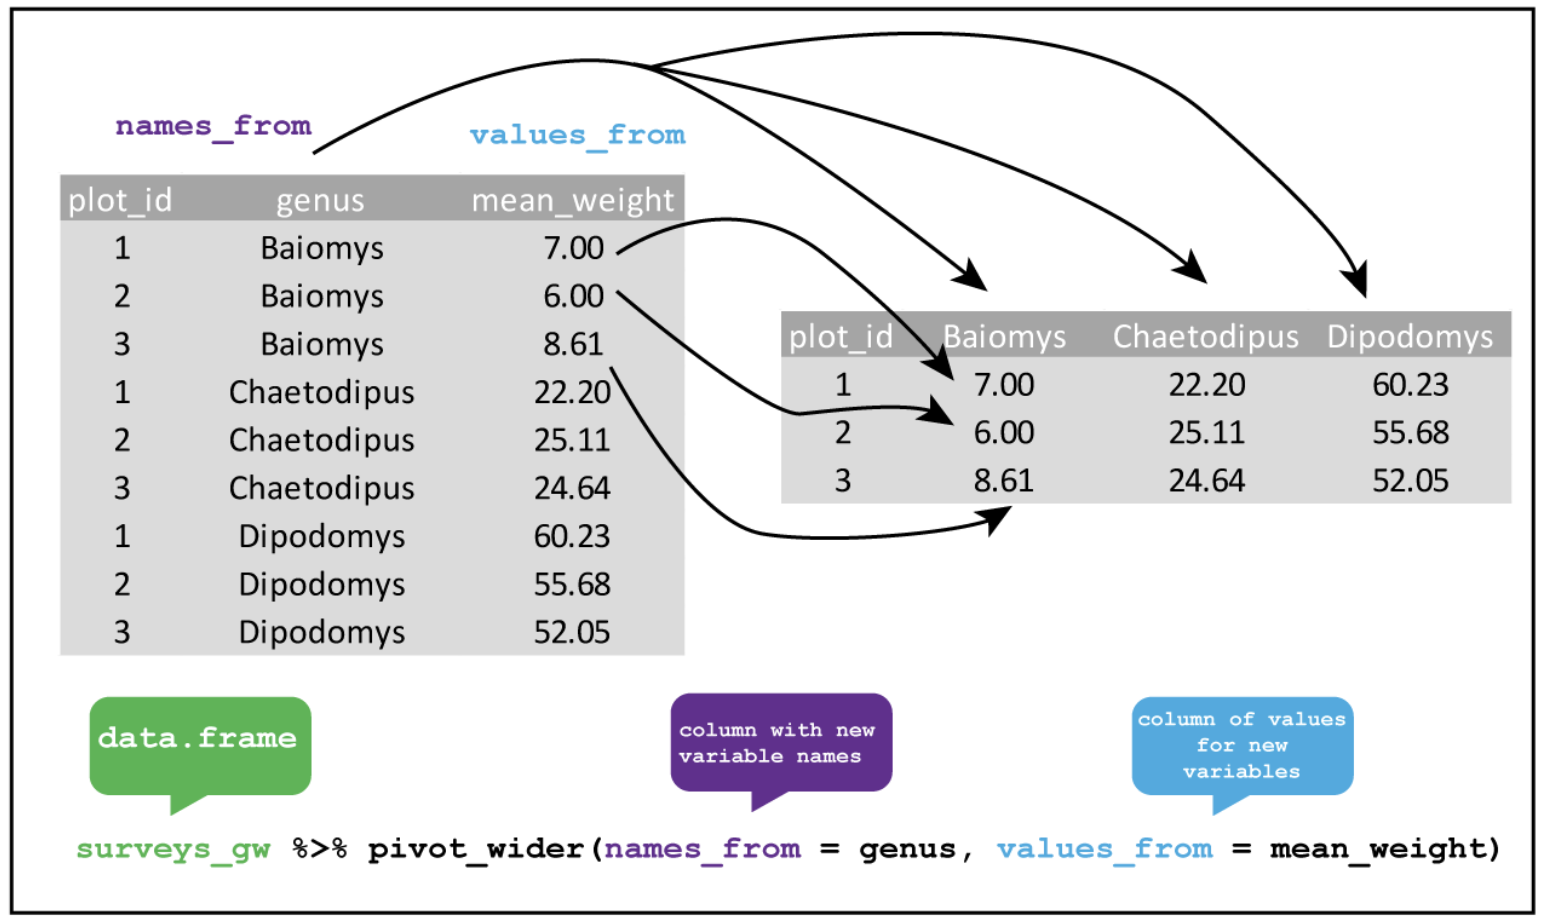 names_from
values_from
plot_id genus mean_weight
1 Baiomys 7.00
2 Baiomys 6.00
3 Baiomys 8.61
1 Chaetodipus 22.20
2 Chaetodipus 25.11
3 Chaetodipus 24.64
1 Dipodomys 60.23
2 Dipodomys 55.68
3 Dipodomys 52.05
plot_id Baiomys Chaetodipus Dipodomys
1 7.00 22.20 60.23
2 6.00 25.11 55.68
3 8.61 24.64 52.05
data.frame
column with new
variable names
column of values
for new
variables
surveys_gw %>% pivot_wider(names_from = genus, values_from = mean_weight)